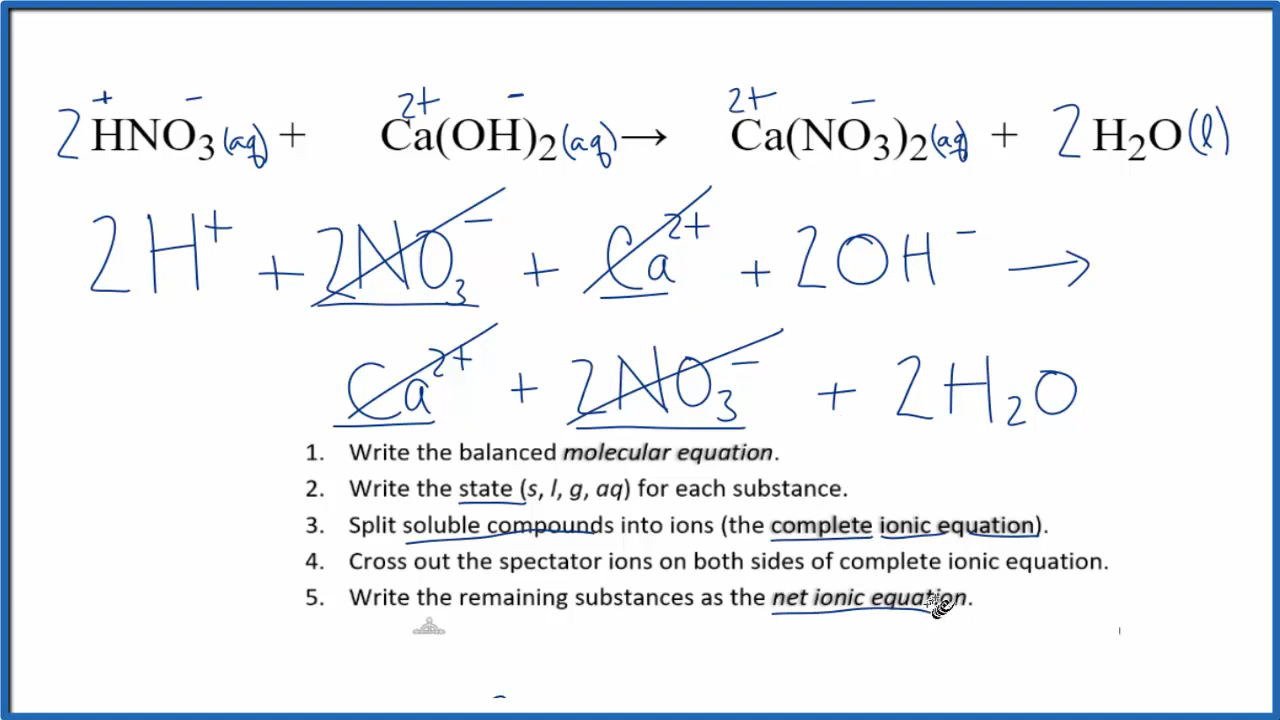 2HNO₃(aq) + Ca(OH)₂(aq) → Ca(NO₃)₂(aq) + 2H₂O(l)
+ - 2+ - 2+ -
2H⁺ + 2NO₃⁻ + Ca²⁺ + 2OH⁻ →
Ca²⁺ + 2NO₃⁻ + 2H₂O
1. Write the balanced molecular equation.
2. Write the state (s, l, g, aq) for each substance.
3. Split soluble compounds into ions (the complete ionic equation).
4. Cross out the spectator ions on both sides of complete ionic equation.
5. Write the remaining substances as the net ionic equation.